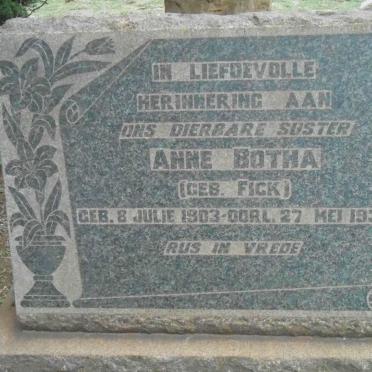 IN LIEFDEVOLLE
HERINNERING AAN
ONS DIERBARE SUSTER
ANNE BOTHA
(GEB. FICK)
GEB. 8 JULIE 1903-OORL. 27 MEI
RUS IN VREDE